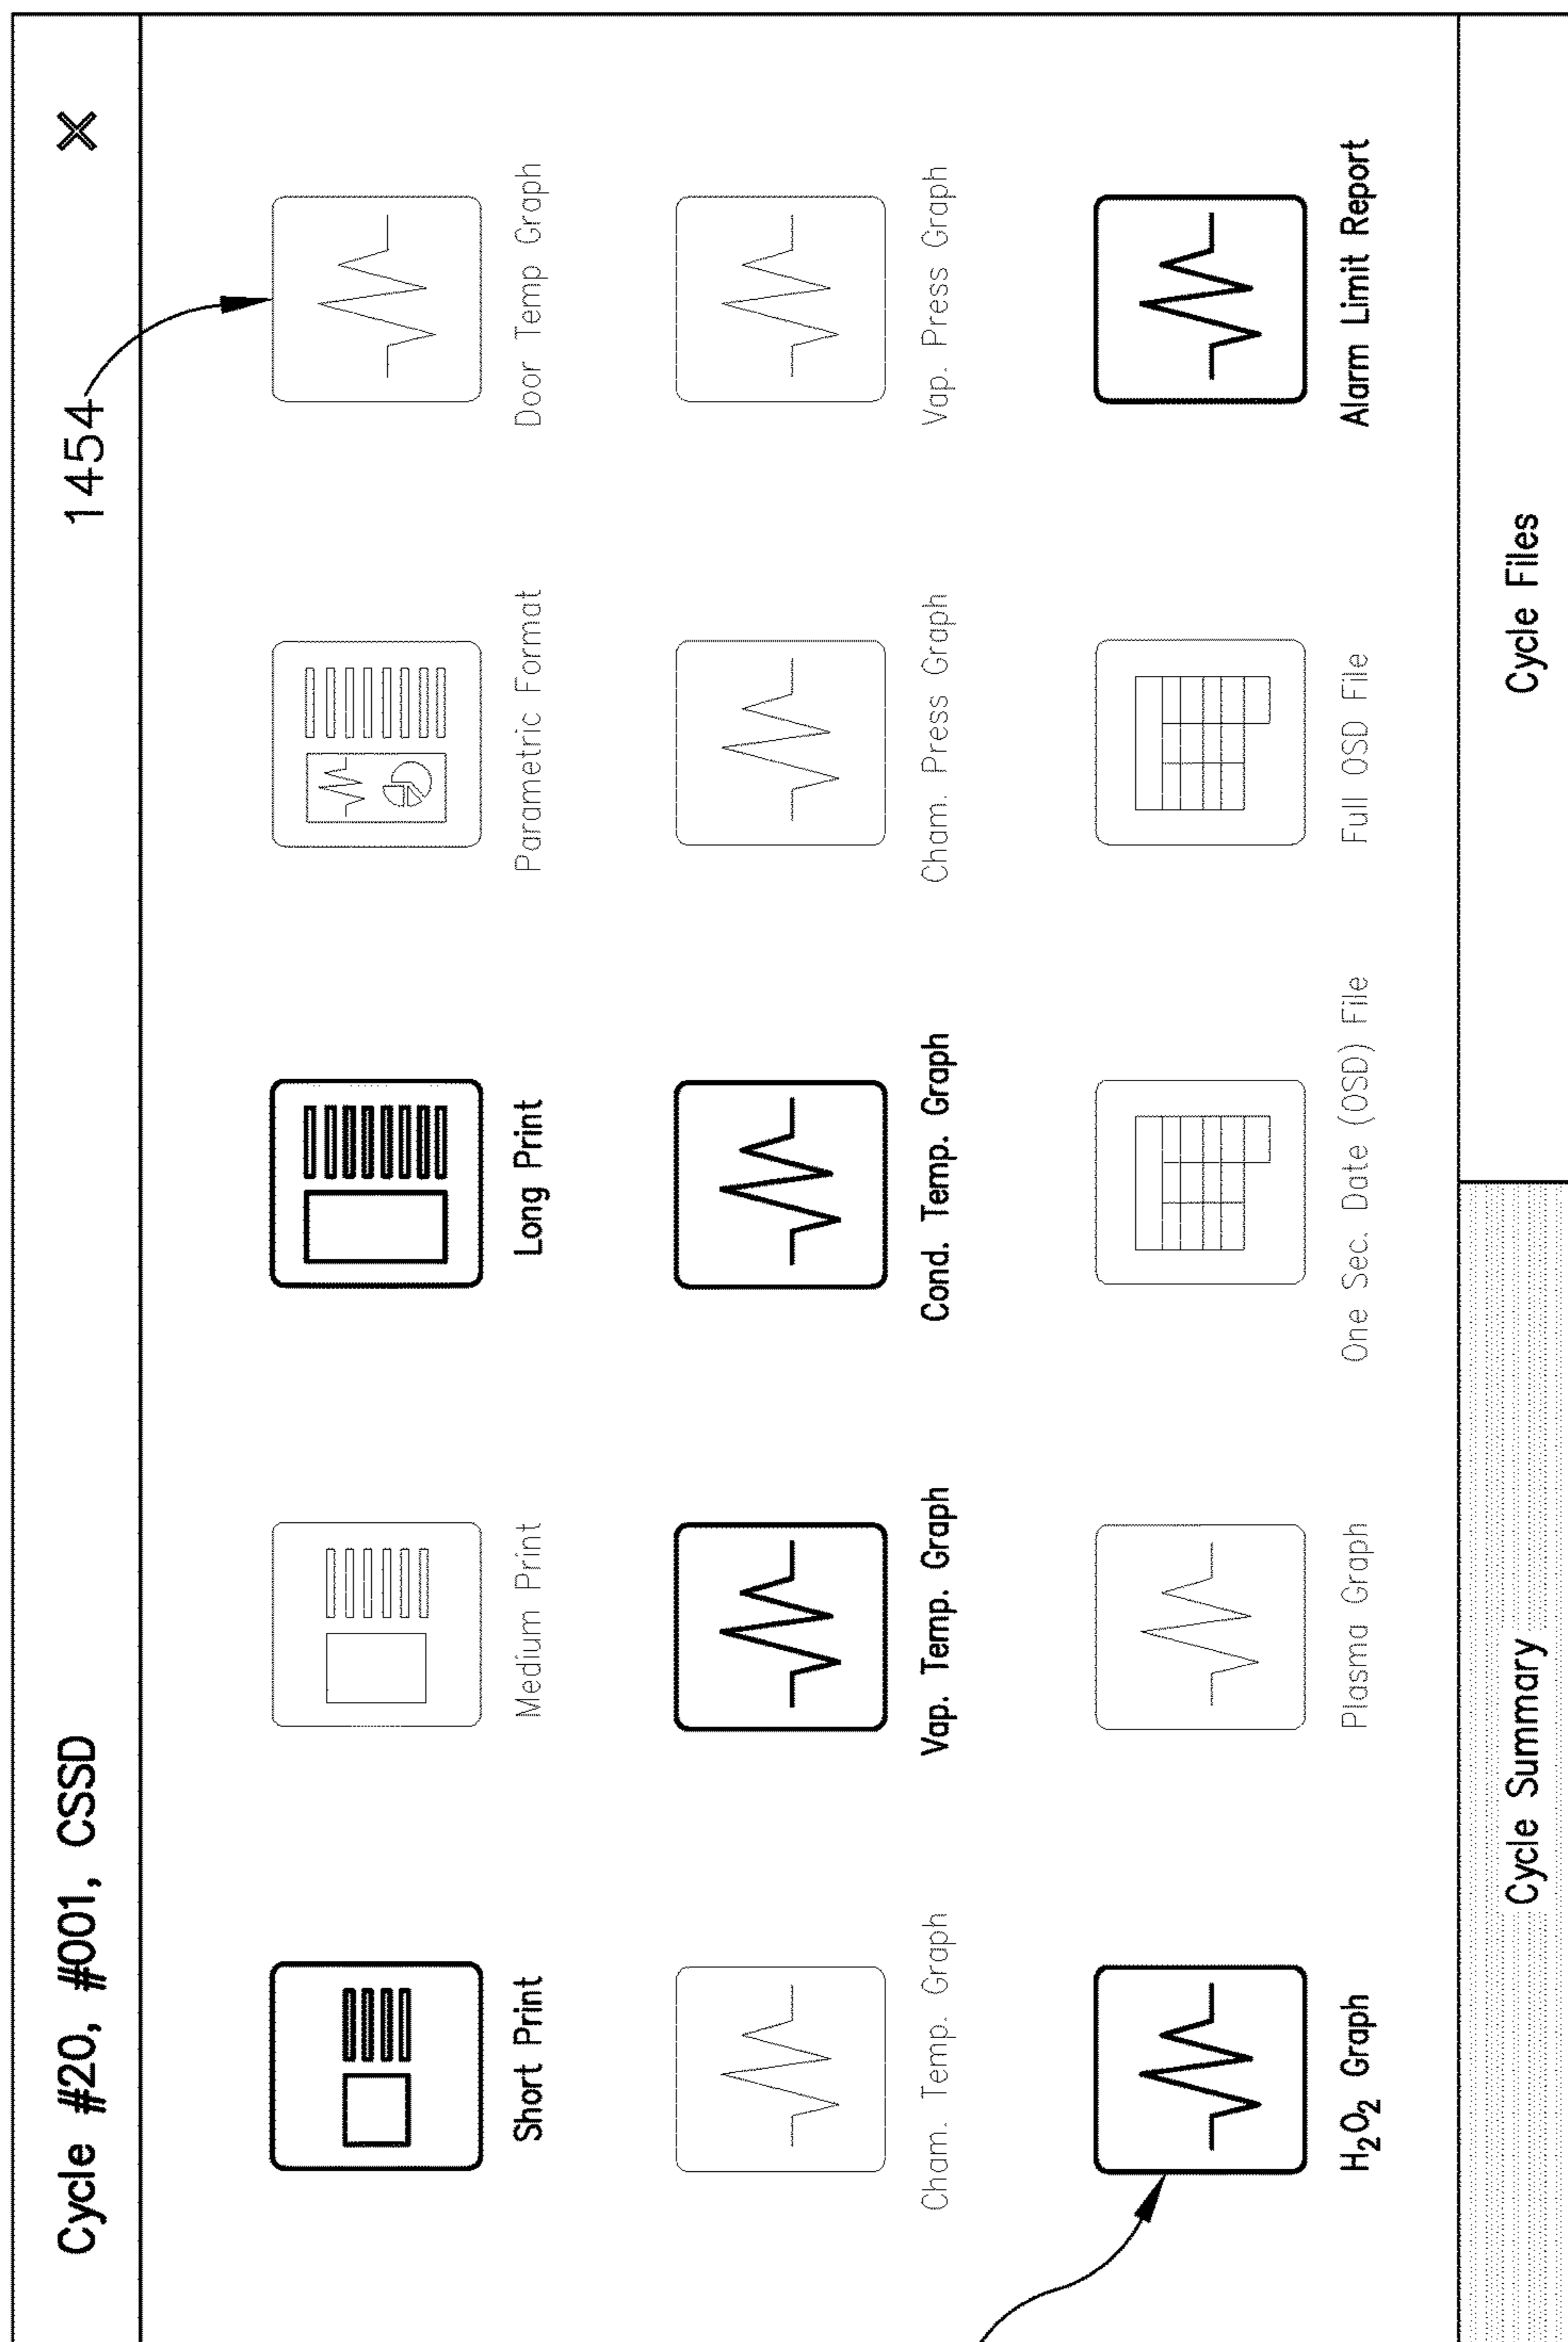 Cycle #20, #001, CSSD
X
1454
Short Print
Medium Print
Long Print
Parametric Format
Door Temp Graph
Cham. Temp. Graph
Vap. Temp. Graph
Cond. Temp. Graph
Cham. Press Graph
Vap. Press Graph
H₂O₂ Graph
Plasma Graph
One Sec. Date (OSD) File
Full OSD File
Alarm Limit Report
Cycle Summary
Cycle Files